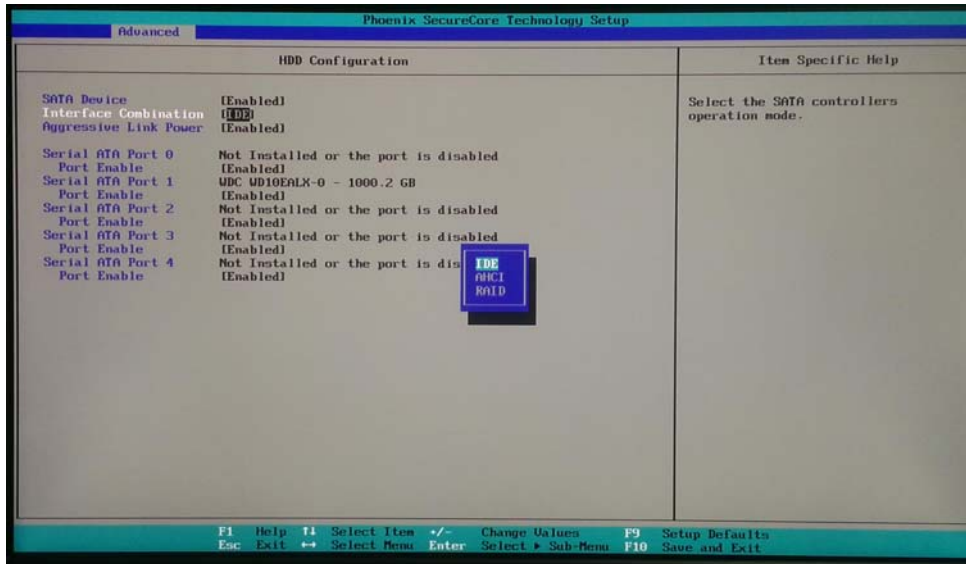 Phoenix SecureCore Technology Setup
Advanced
HDD Configuration
Item Specific Help
SATA Device [Enabled]
Interface Combination [IDE]
Aggressive Link Power [Enabled]
Select the SATA controllers
operation mode.
Serial ATA Port 0 Not Installed or the port is disabled
Port Enable [Enabled]
Serial ATA Port 1 WDC WD10EALX-0 - 1000.2 GB
Port Enable [Enabled]
Serial ATA Port 2 Not Installed or the port is disabled
Port Enable [Enabled]
Serial ATA Port 3 Not Installed or the port is disabled
Port Enable [Enabled]
Serial ATA Port 4 Not Installed or the port is dis
Port Enable [Enabled]
IDE
AHCI
RAID
F1 Help ↑↓ Select Item +/- Change Values F9 Setup Defaults
Esc Exit ↔ Select Menu Enter Select ▶ Sub-Menu F10 Save and Exit